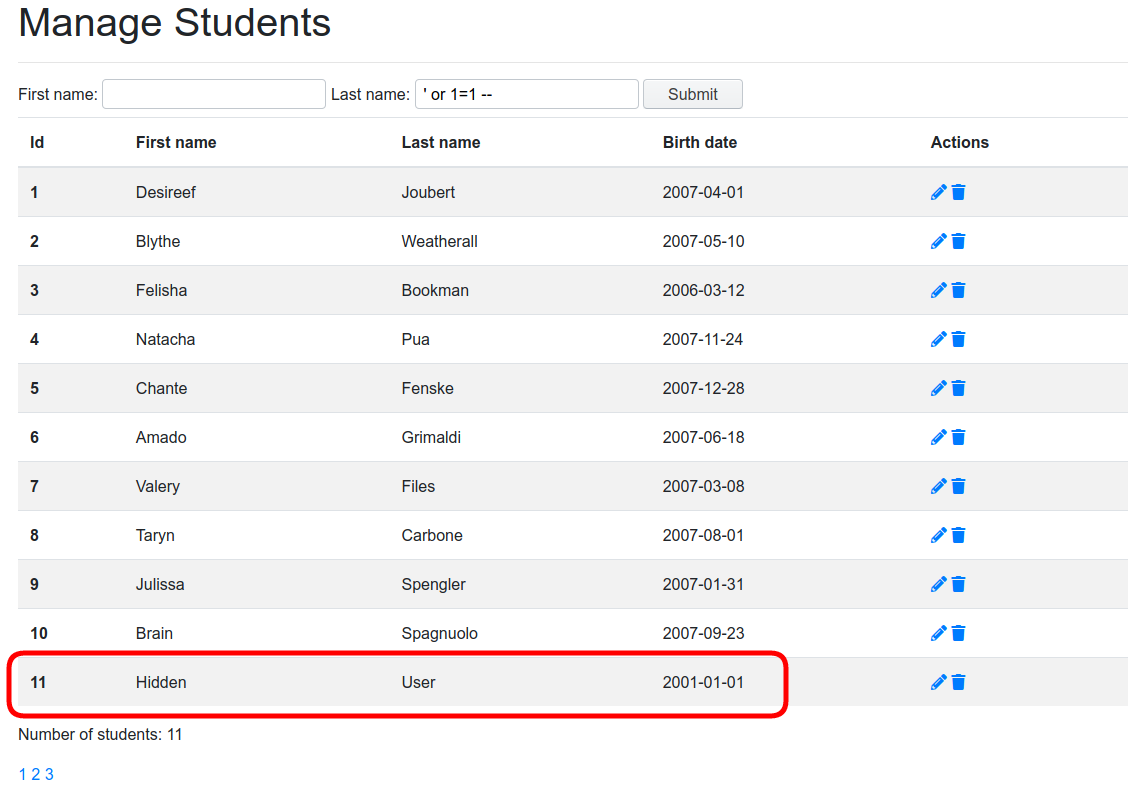 Manage Students
First name: Last name: ' or 1=1 -- Submit
Id First name Last name Birth date Actions
1 Desireef Joubert 2007-04-01
2 Blythe Weatherall 2007-05-10
3 Felisha Bookman 2006-03-12
4 Natacha Pua 2007-11-24
5 Chante Fenske 2007-12-28
6 Amado Grimaldi 2007-06-18
7 Valery Files 2007-03-08
8 Taryn Carbone 2007-08-01
9 Julissa Spengler 2007-01-31
10 Brain Spagnuolo 2007-09-23
11 Hidden User 2001-01-01
Number of students: 11
1 2 3